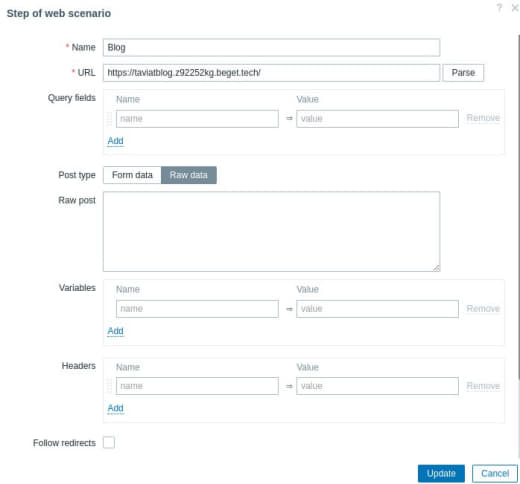 Step of web scenario
?
* Name Blog
* URL https://taviatblog.z92252kg.beget.tech/ Parse
Query fields Name Value
name ⇒ value Remove
Add
Post type Form data Raw data
Raw post
Variables Name Value
name ⇒ value Remove
Add
Headers Name Value
name ⇒ value Remove
Add
Follow redirects
Update Cancel